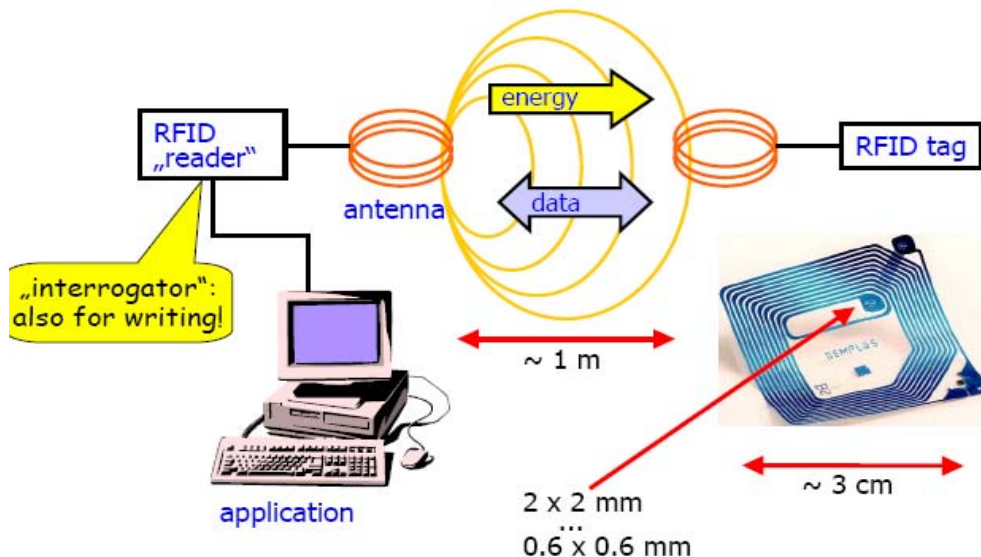 energy
RFID
„reader“
RFID tag
data
antenna
„interrogator“:
also for writing!
~ 1 m
GEMPLUS
~ 3 cm
application
2 x 2 mm
...
0.6 x 0.6 mm